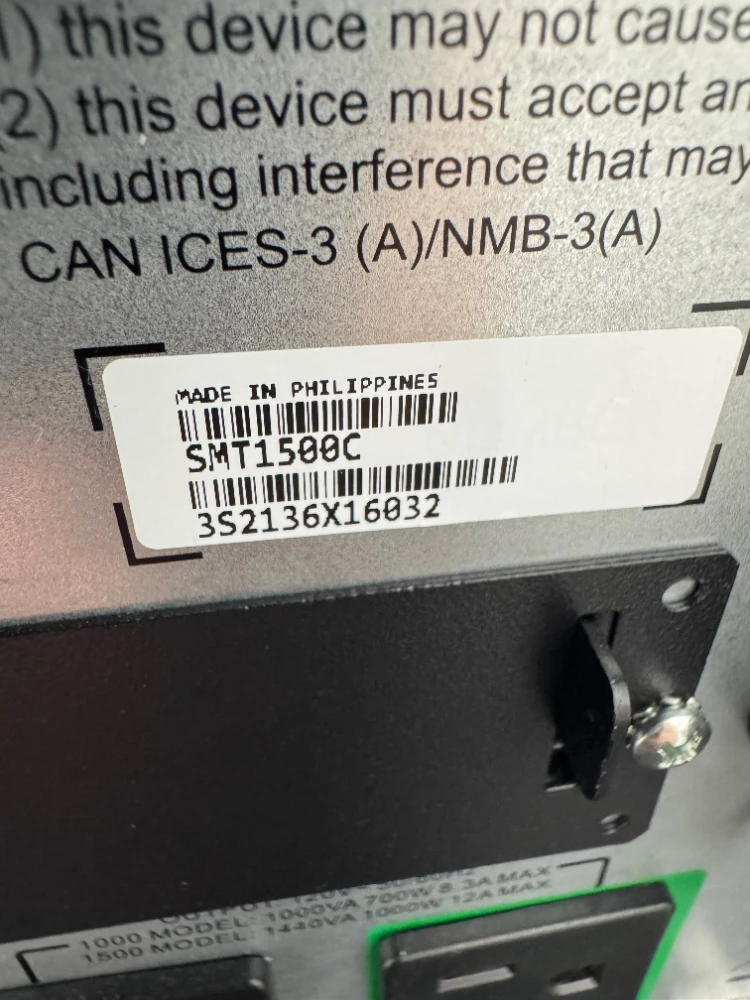 1) this device may not cause
(2) this device must accept an
including interference that may
CAN ICES-3 (A)/NMB-3(A)
MADE IN PHILIPPINES
SMT1500C
3S2136X16032
1000 MODEL: 1000VA 700W 8.3A MAX
1500 MODEL: 1440VA 1000W 12A MAX